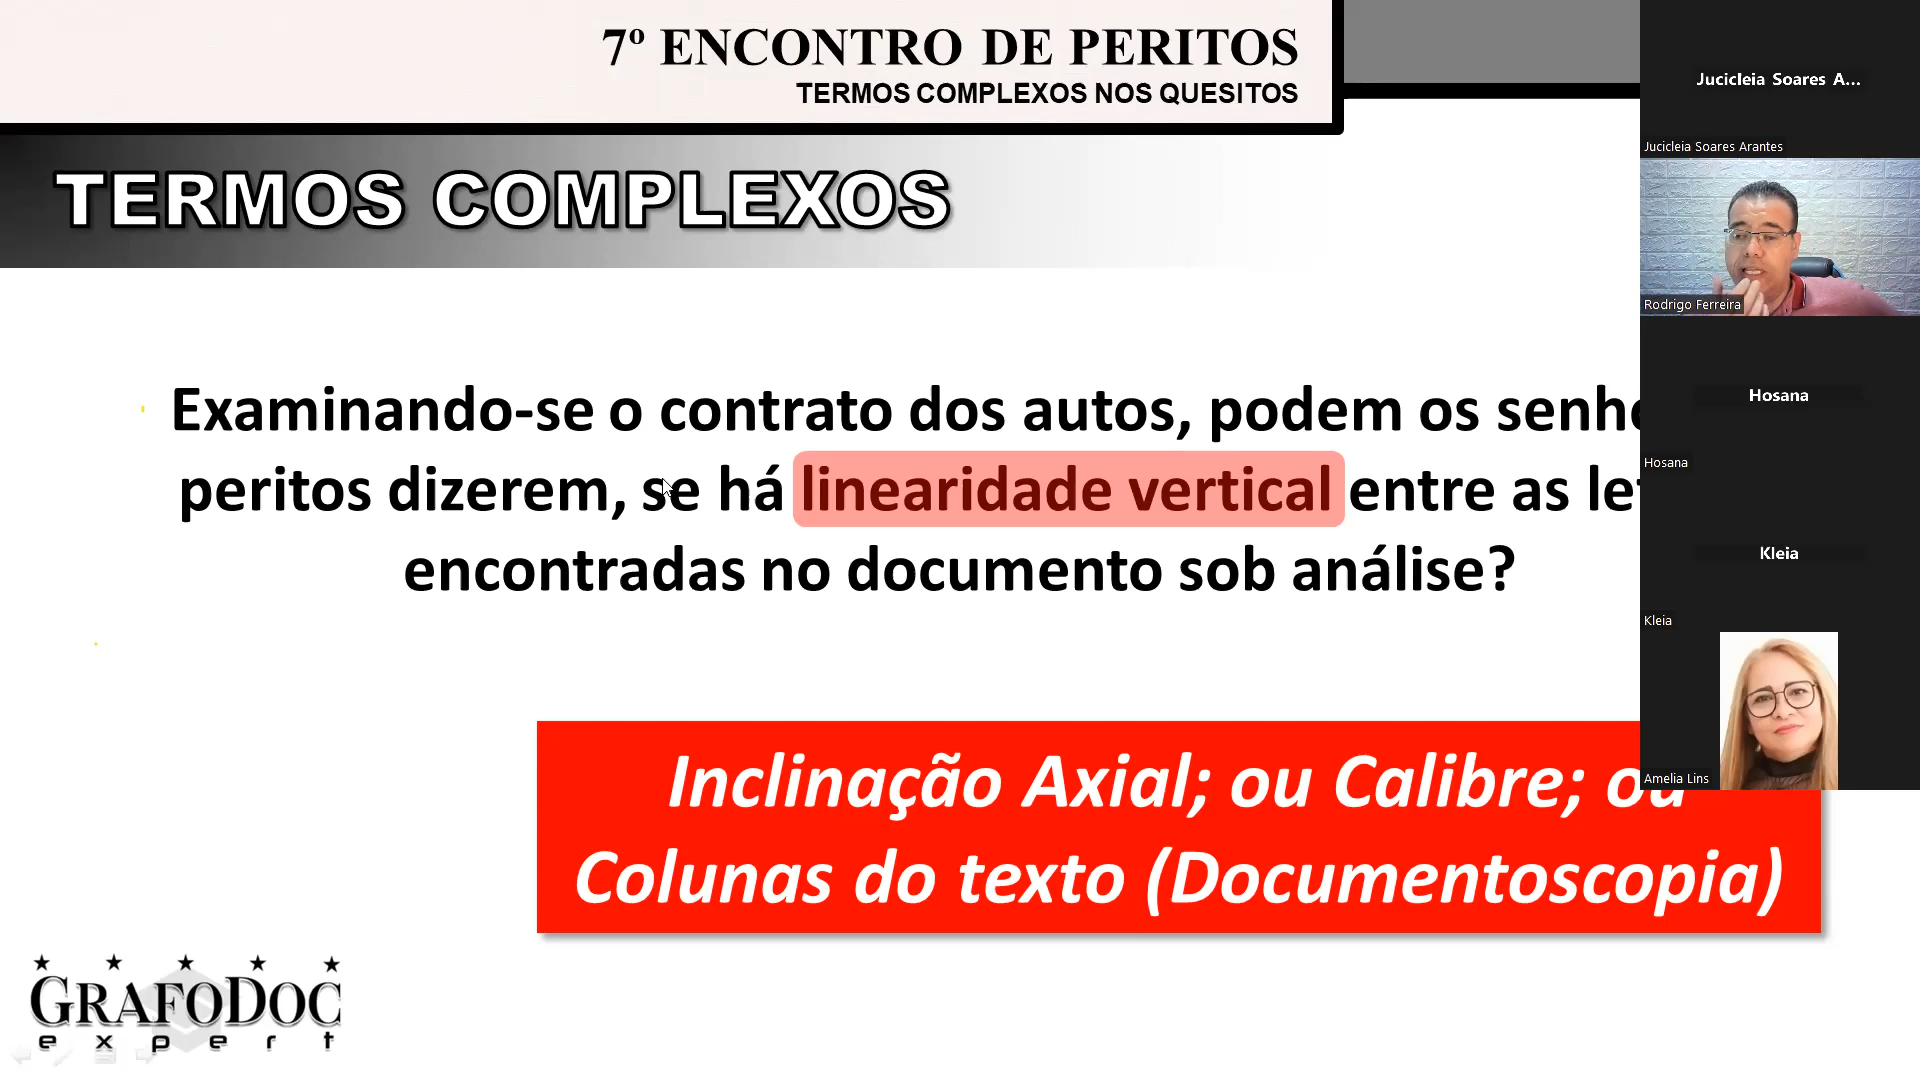 7º ENCONTRO DE PERITOS
TERMOS COMPLEXOS NOS QUESITOS
TERMOS COMPLEXOS
Examinando-se o contrato dos autos, podem os
peritos dizerem, se há linearidade vertical entre as
encontradas no documento sob análise?
Inclinação Axial; ou Calibre; ou
Colunas do texto (Documentoscopia)
GRAFODOC
expert
Jucicleia Soares A...
Jucicleia Soares Arantes
Rodrigo Ferreira
Hosana
Hosana
Kleia
Kleia
Amelia Lins